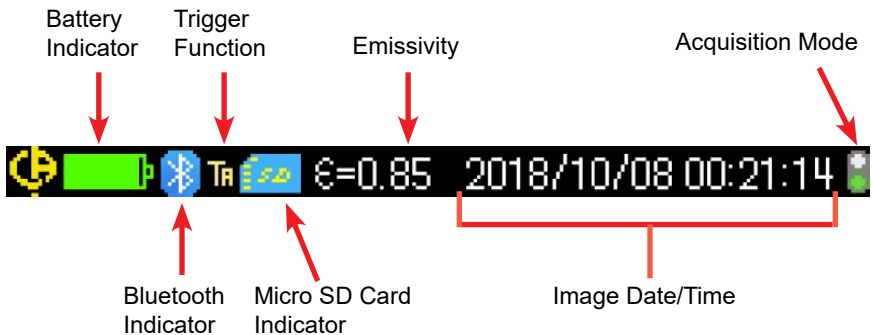 Battery Indicator
Trigger Function
Emissivity
Acquisition Mode
TA SD €=0.85 2018/10/08 00:21:14
Bluetooth Indicator
Micro SD Card Indicator
Image Date/Time